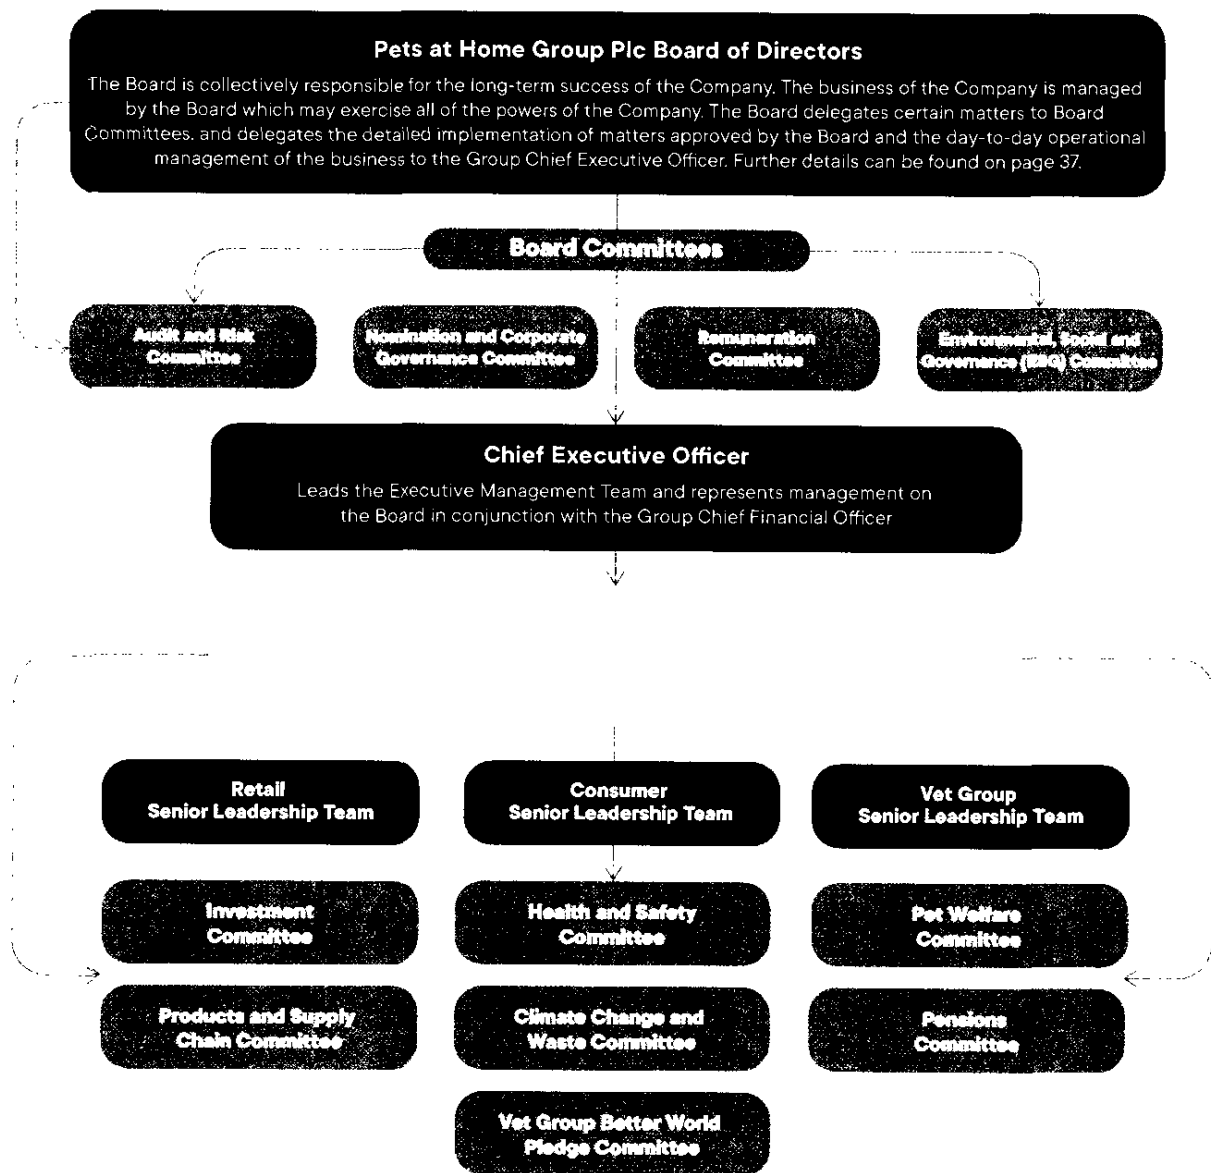 Pets at Home Group Plc Board of Directors
The Board is collectively responsible for the long-term success of the Company. The business of the Company is managed
by the Board which may exercise all of the powers of the Company. The Board delegates certain matters to Board
Committees, and delegates the detailed implementation of matters approved by the Board and the day-to-day operational
management of the business to the Group Chief Executive Officer. Further details can be found on page 37.
Board Committees
Audit and Risk
Committee
Nomination and Corporate
Governance Committee
Remuneration
Committee
Environmental, Social and
Governance (ESG) Committee
Chief Executive Officer
Leads the Executive Management Team and represents management on
the Board in conjunction with the Group Chief Financial Officer
Retail
Senior Leadership Team
Consumer
Senior Leadership Team
Vet Group
Senior Leadership Team
Investment
Committee
Health and Safety
Committee
Pet Welfare
Committee
Products and Supply
Chain Committee
Climate Change and
Waste Committee
Pensions
Committee
Vet Group Better World
Pledge Committee